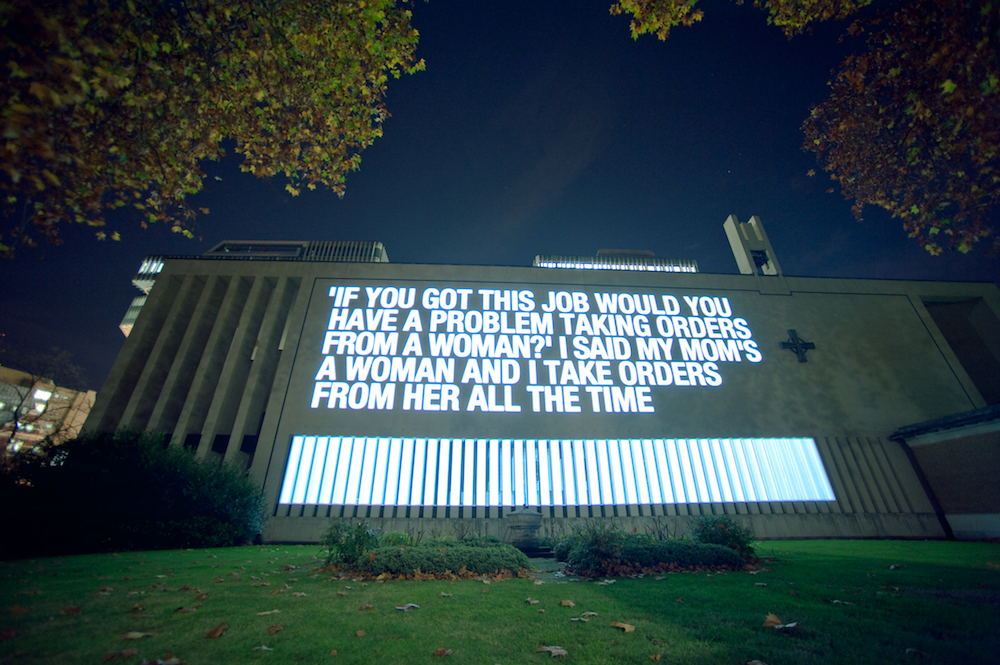 'IF YOU GOT THIS JOB WOULD YOU
HAVE A PROBLEM TAKING ORDERS
FROM A WOMAN?' I SAID MY MOM'S
A WOMAN AND I TAKE ORDERS
FROM HER ALL THE TIME